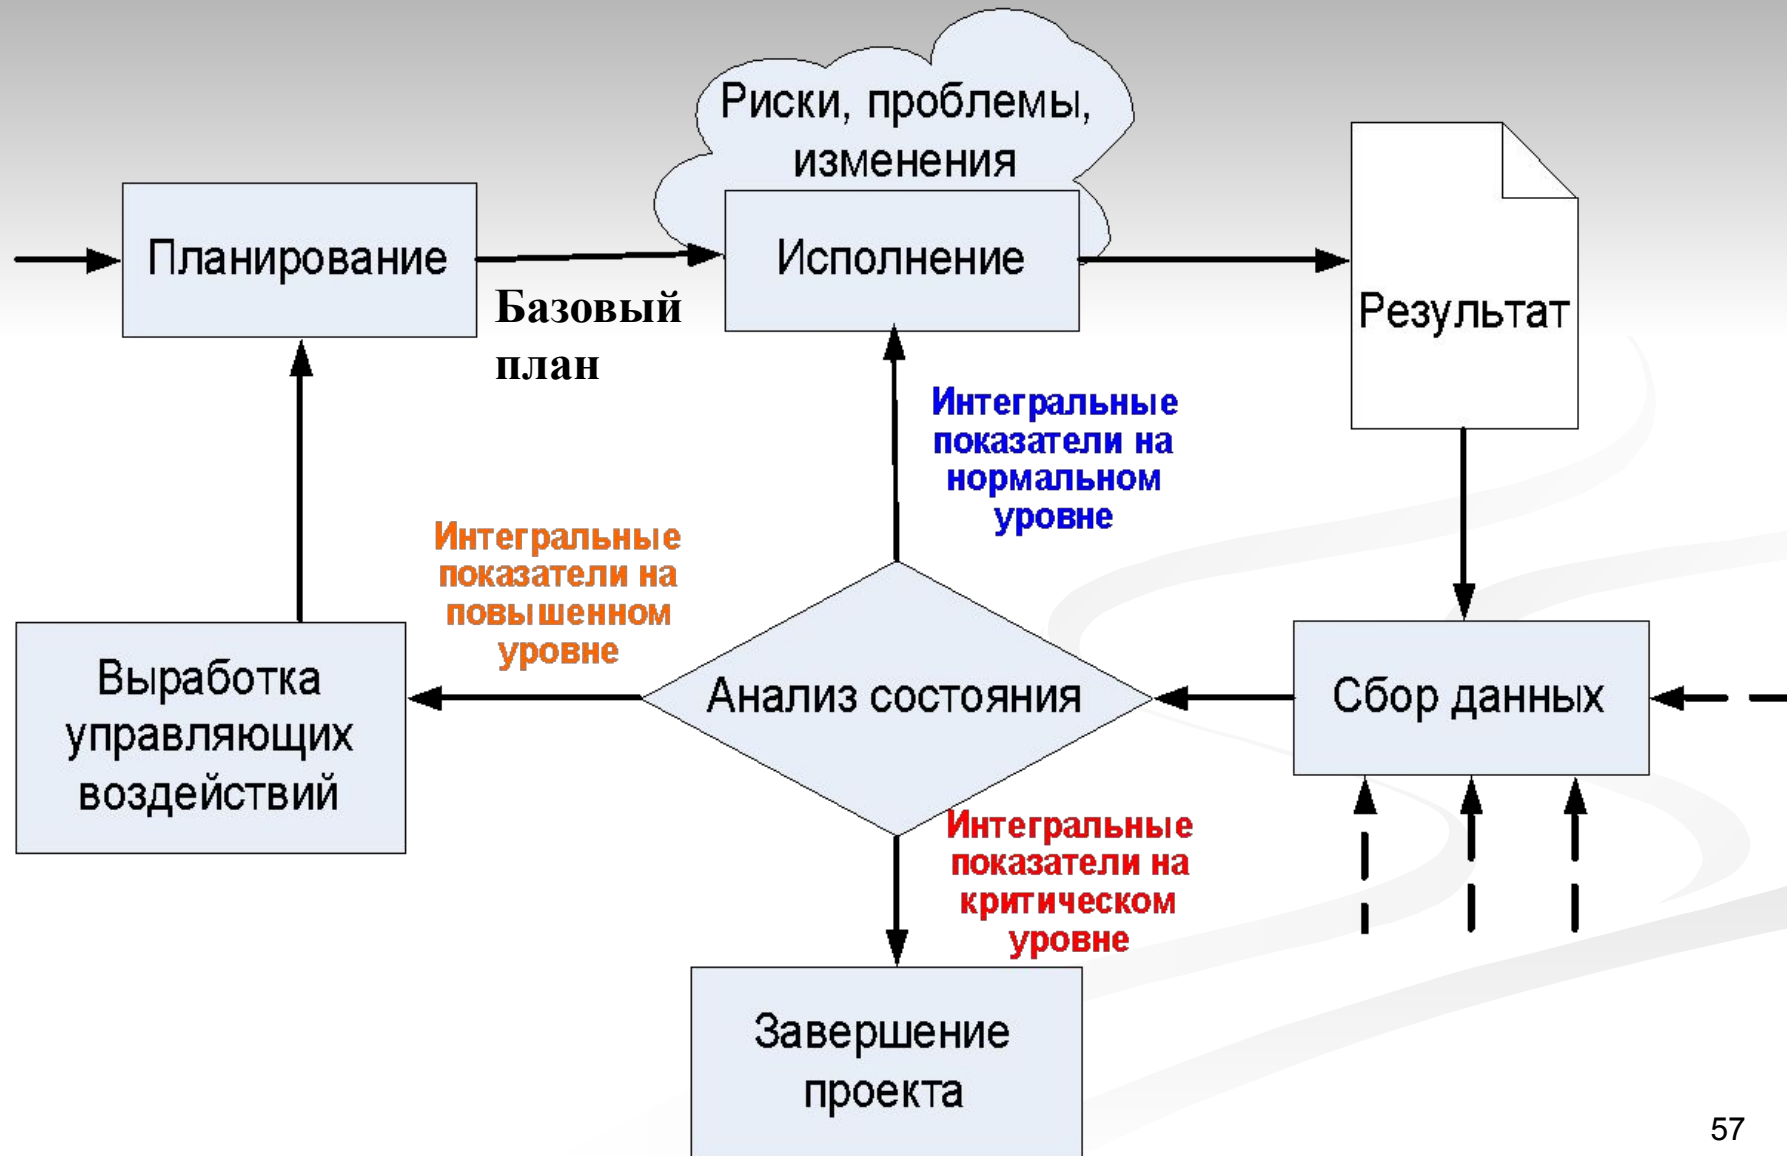 Риски, проблемы,
изменения
Планирование
Исполнение
Базовый
план
Результат
Интегральные
показатели на
нормальном
уровне
Интегральные
показатели на
повышенном
уровне
Выработка
управляющих
воздействий
Анализ состояния
Сбор данных
Интегральные
показатели на
критическом
уровне
Завершение
проекта
57